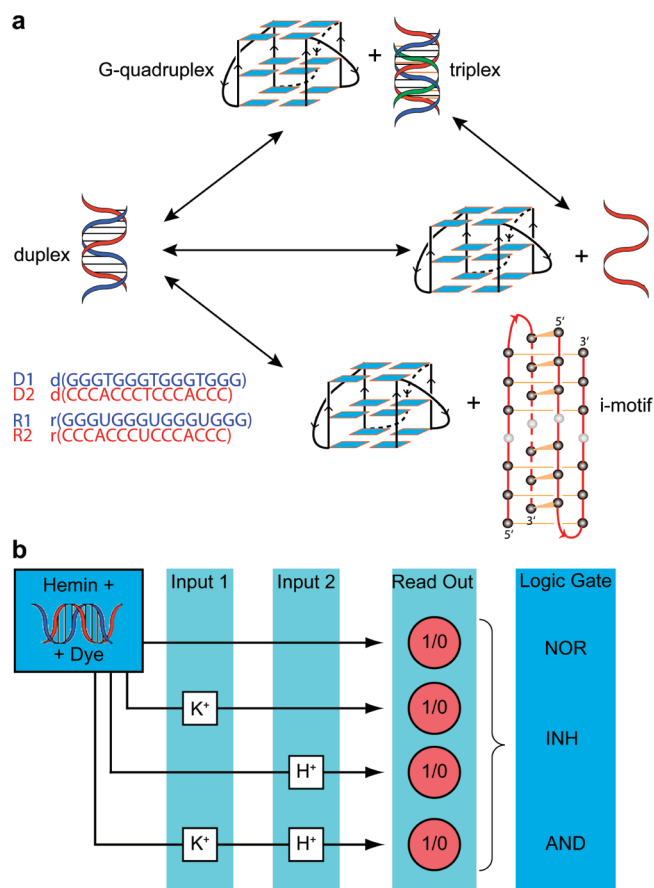 a
G-quadruplex
+
triplex
duplex
+
D1 d(GGGTGGGTGGGTGGG)
D2 d(CCCACCCTCCCACCC)
R1 r(GGGUGGGUGGGUGGG)
R2 r(CCCACCCUCCCACCC)
+
5'
3'
i-motif
5'
3'
b
Hemin +
+ Dye
Input 1
Input 2
Read Out
Logic Gate
1/0
NOR
K+
1/0
INH
H+
1/0
K+
H+
1/0
AND